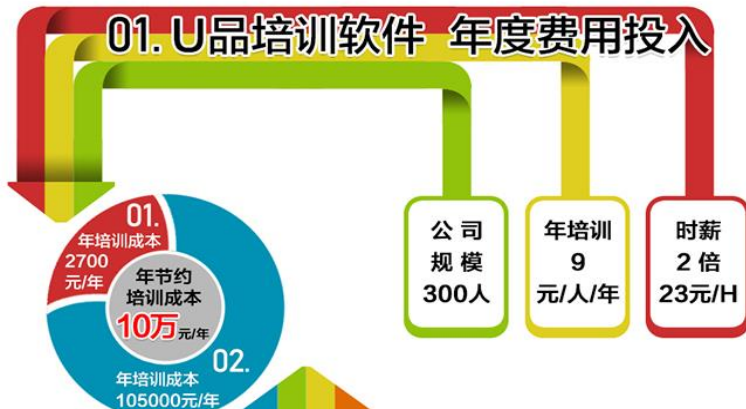 01. U品培训软件 年度费用投入
公司
规模
300人
年培训
9
元/人/年
时薪
2 倍
23元/H
01.
年培训成本
2700
元/年
年节约
培训成本
10万元/年
02.
年培训成本
105000元/年